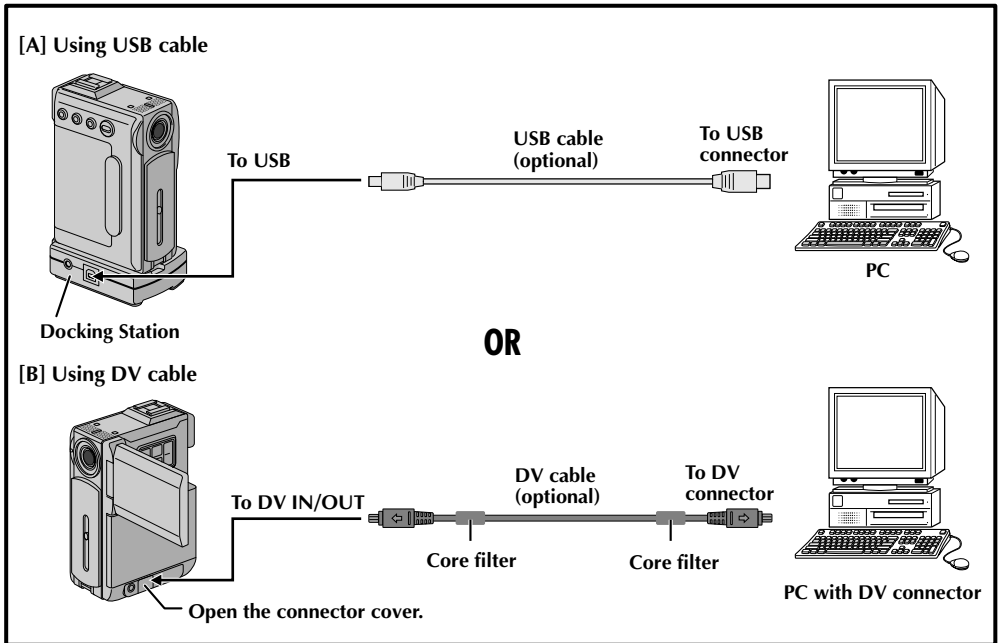 [A] Using USB cable
To USB
USB cable
(optional)
To USB
connector
PC
Docking Station
OR
[B] Using DV cable
To DV IN/OUT
DV cable
(optional)
To DV
connector
Core filter
Core filter
Open the connector cover.
PC with DV connector